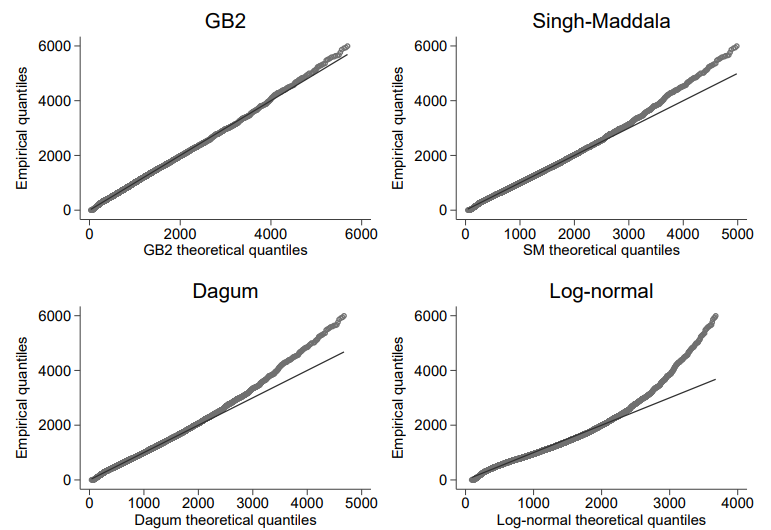 GB2
Singh-Maddala
Empirical quantiles
6000
4000
2000
0
0 2000 4000 6000
GB2 theoretical quantiles
Empirical quantiles
6000
4000
2000
0
0 1000 2000 3000 4000 5000
SM theoretical quantiles
Dagum
Log-normal
Empirical quantiles
6000
4000
2000
0
0 1000 2000 3000 4000 5000
Dagum theoretical quantiles
Empirical quantiles
6000
4000
2000
0
0 1000 2000 3000 4000
Log-normal theoretical quantiles